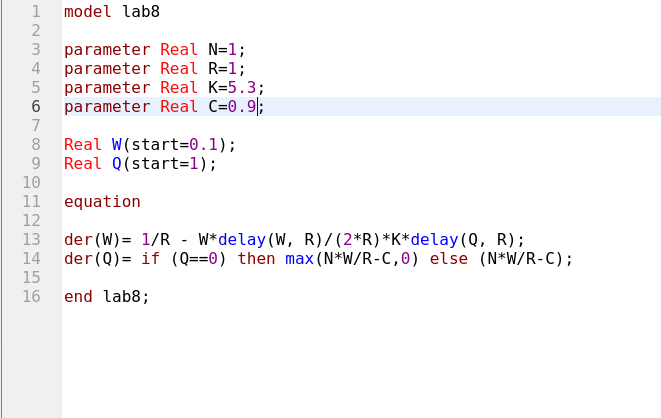 1 model lab8
2
3 parameter Real N=1;
4 parameter Real R=1;
5 parameter Real K=5.3;
6 parameter Real C=0.9;
7
8 Real W(start=0.1);
9 Real Q(start=1);
10
11 equation
12
13 der(W)= 1/R - W*delay(W, R)/(2*R)*K*delay(Q, R);
14 der(Q)= if (Q==0) then max(N*W/R-C,0) else (N*W/R-C);
15
16 end lab8;